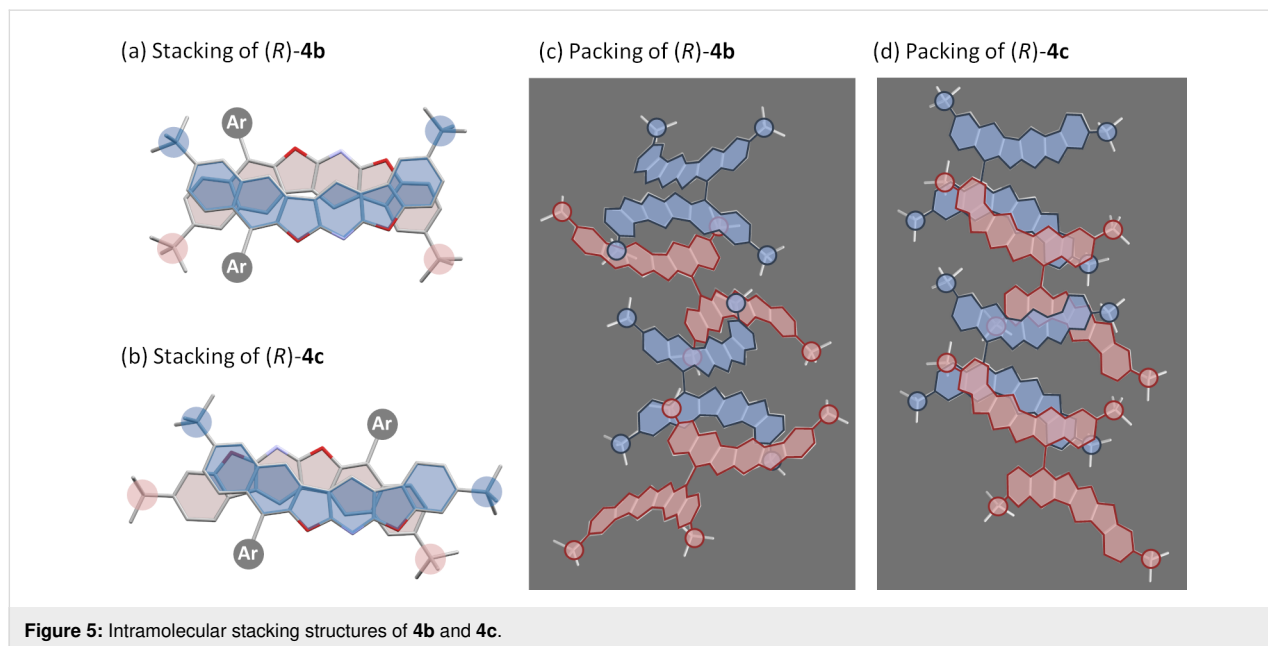 (a) Stacking of (R)-4b
(c) Packing of (R)-4b
(d) Packing of (R)-4c
Ar
Ar
(b) Stacking of (R)-4c
Ar
Ar
Figure 5: Intramolecular stacking structures of 4b and 4c.